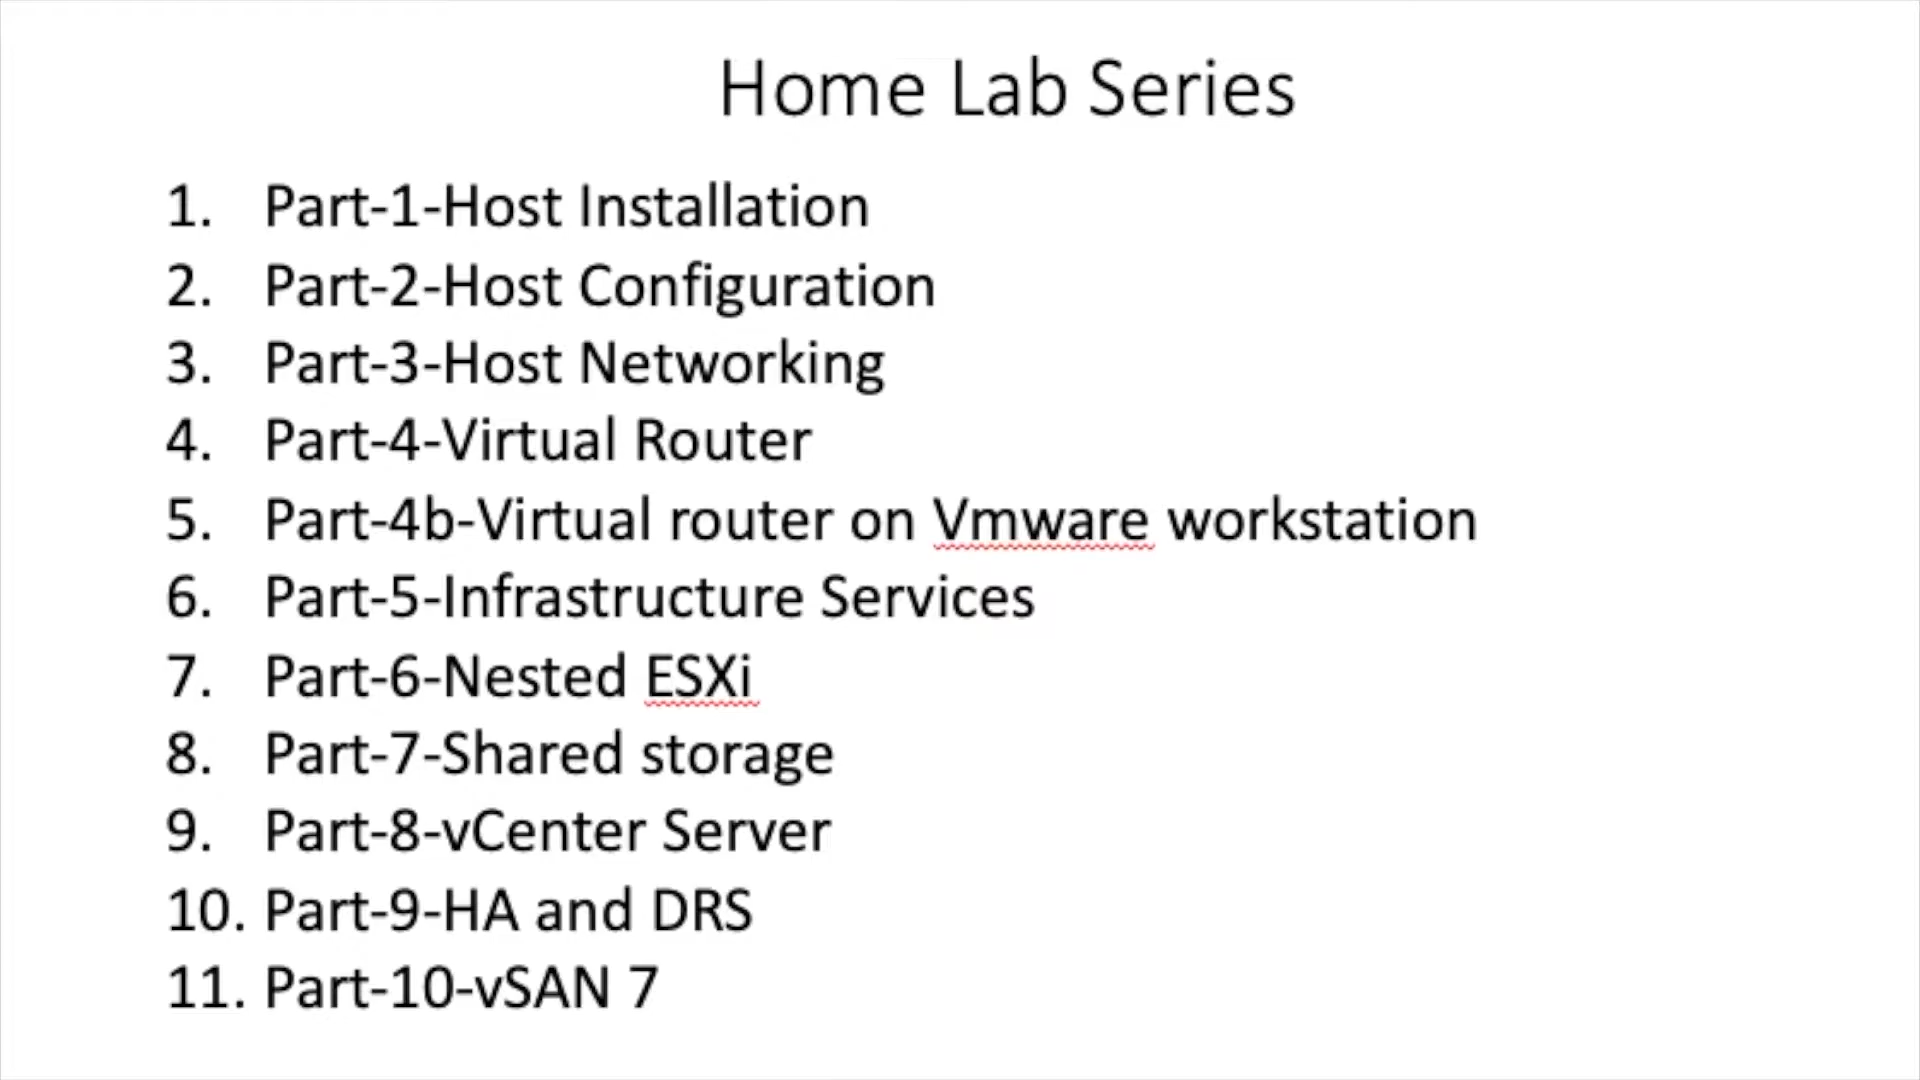 Home Lab Series
1. Part-1-Host Installation
2. Part-2-Host Configuration
3. Part-3-Host Networking
4. Part-4-Virtual Router
5. Part-4b-Virtual router on Vmware workstation
6. Part-5-Infrastructure Services
7. Part-6-Nested ESXi
8. Part-7-Shared storage
9. Part-8-vCenter Server
10. Part-9-HA and DRS
11. Part-10-vSAN 7